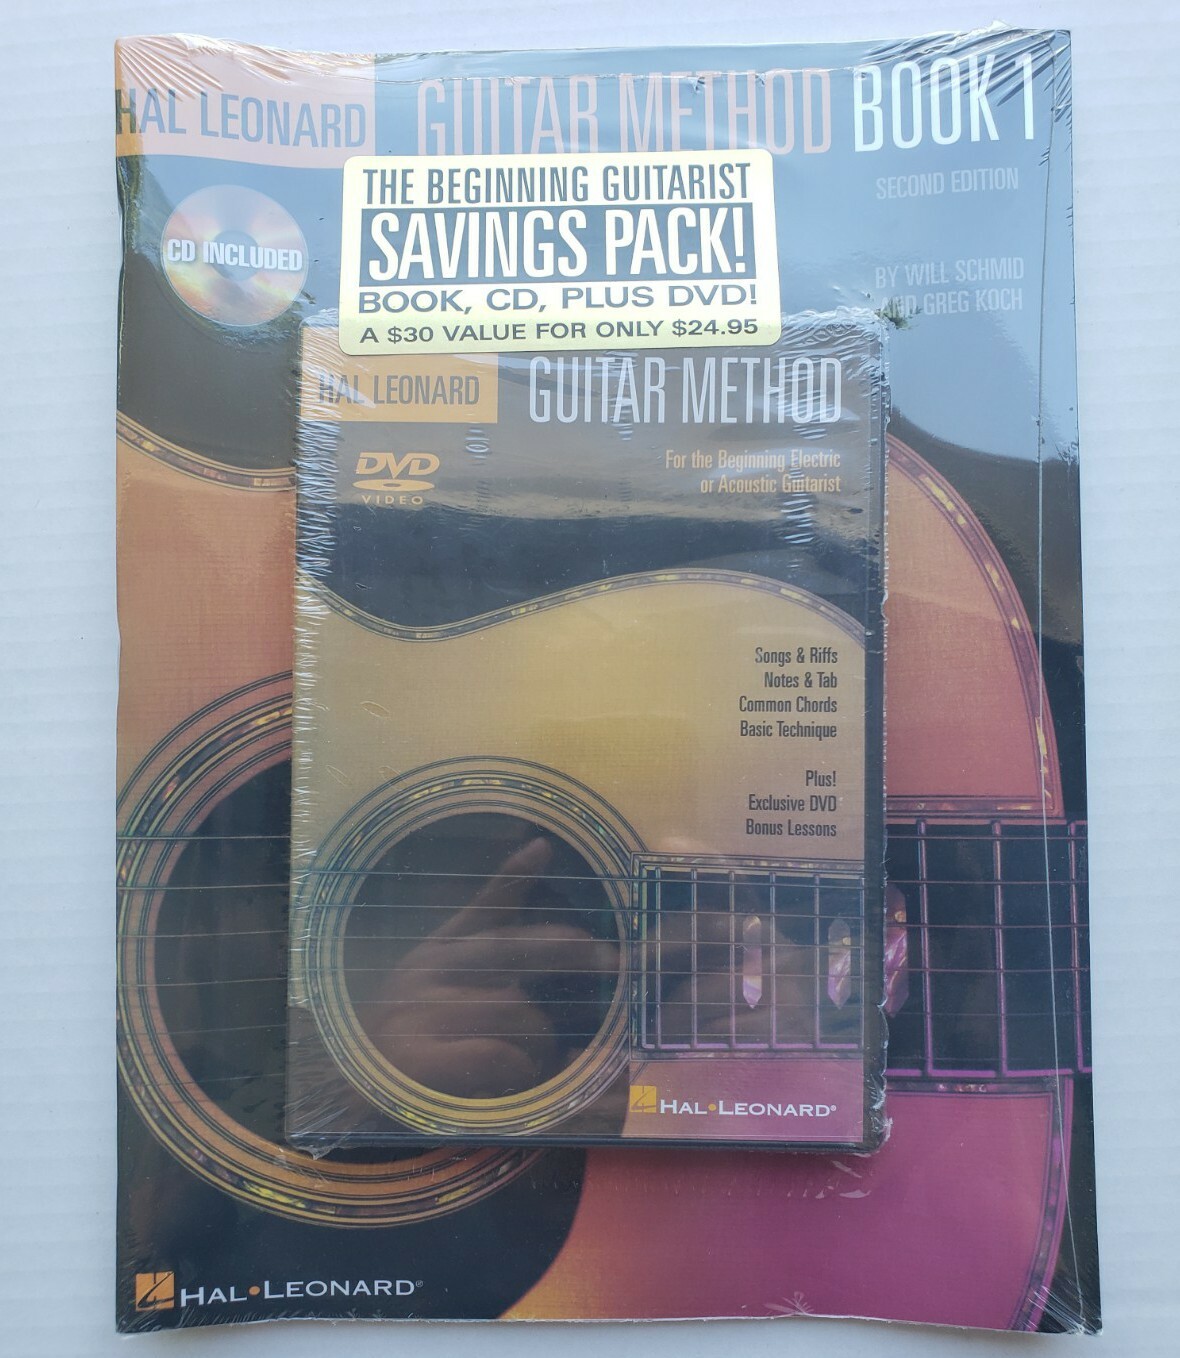 HAL LEONARD
GUITAR METHOD BOOK 1
SECOND EDITION
CD INCLUDED
BY WILL SCHMID
AND GREG KOCH
THE BEGINNING GUITARIST
SAVINGS PACK!
BOOK, CD, PLUS DVD!
A $30 VALUE FOR ONLY $24.95
HAL LEONARD
GUITAR METHOD
DVD
VIDEO
For the Beginning Electric
or Acoustic Guitarist
Songs & Riffs
Notes & Tab
Common Chords
Basic Technique
Plus!
Exclusive DVD
Bonus Lessons
HAL•LEONARD®
HAL•LEONARD®